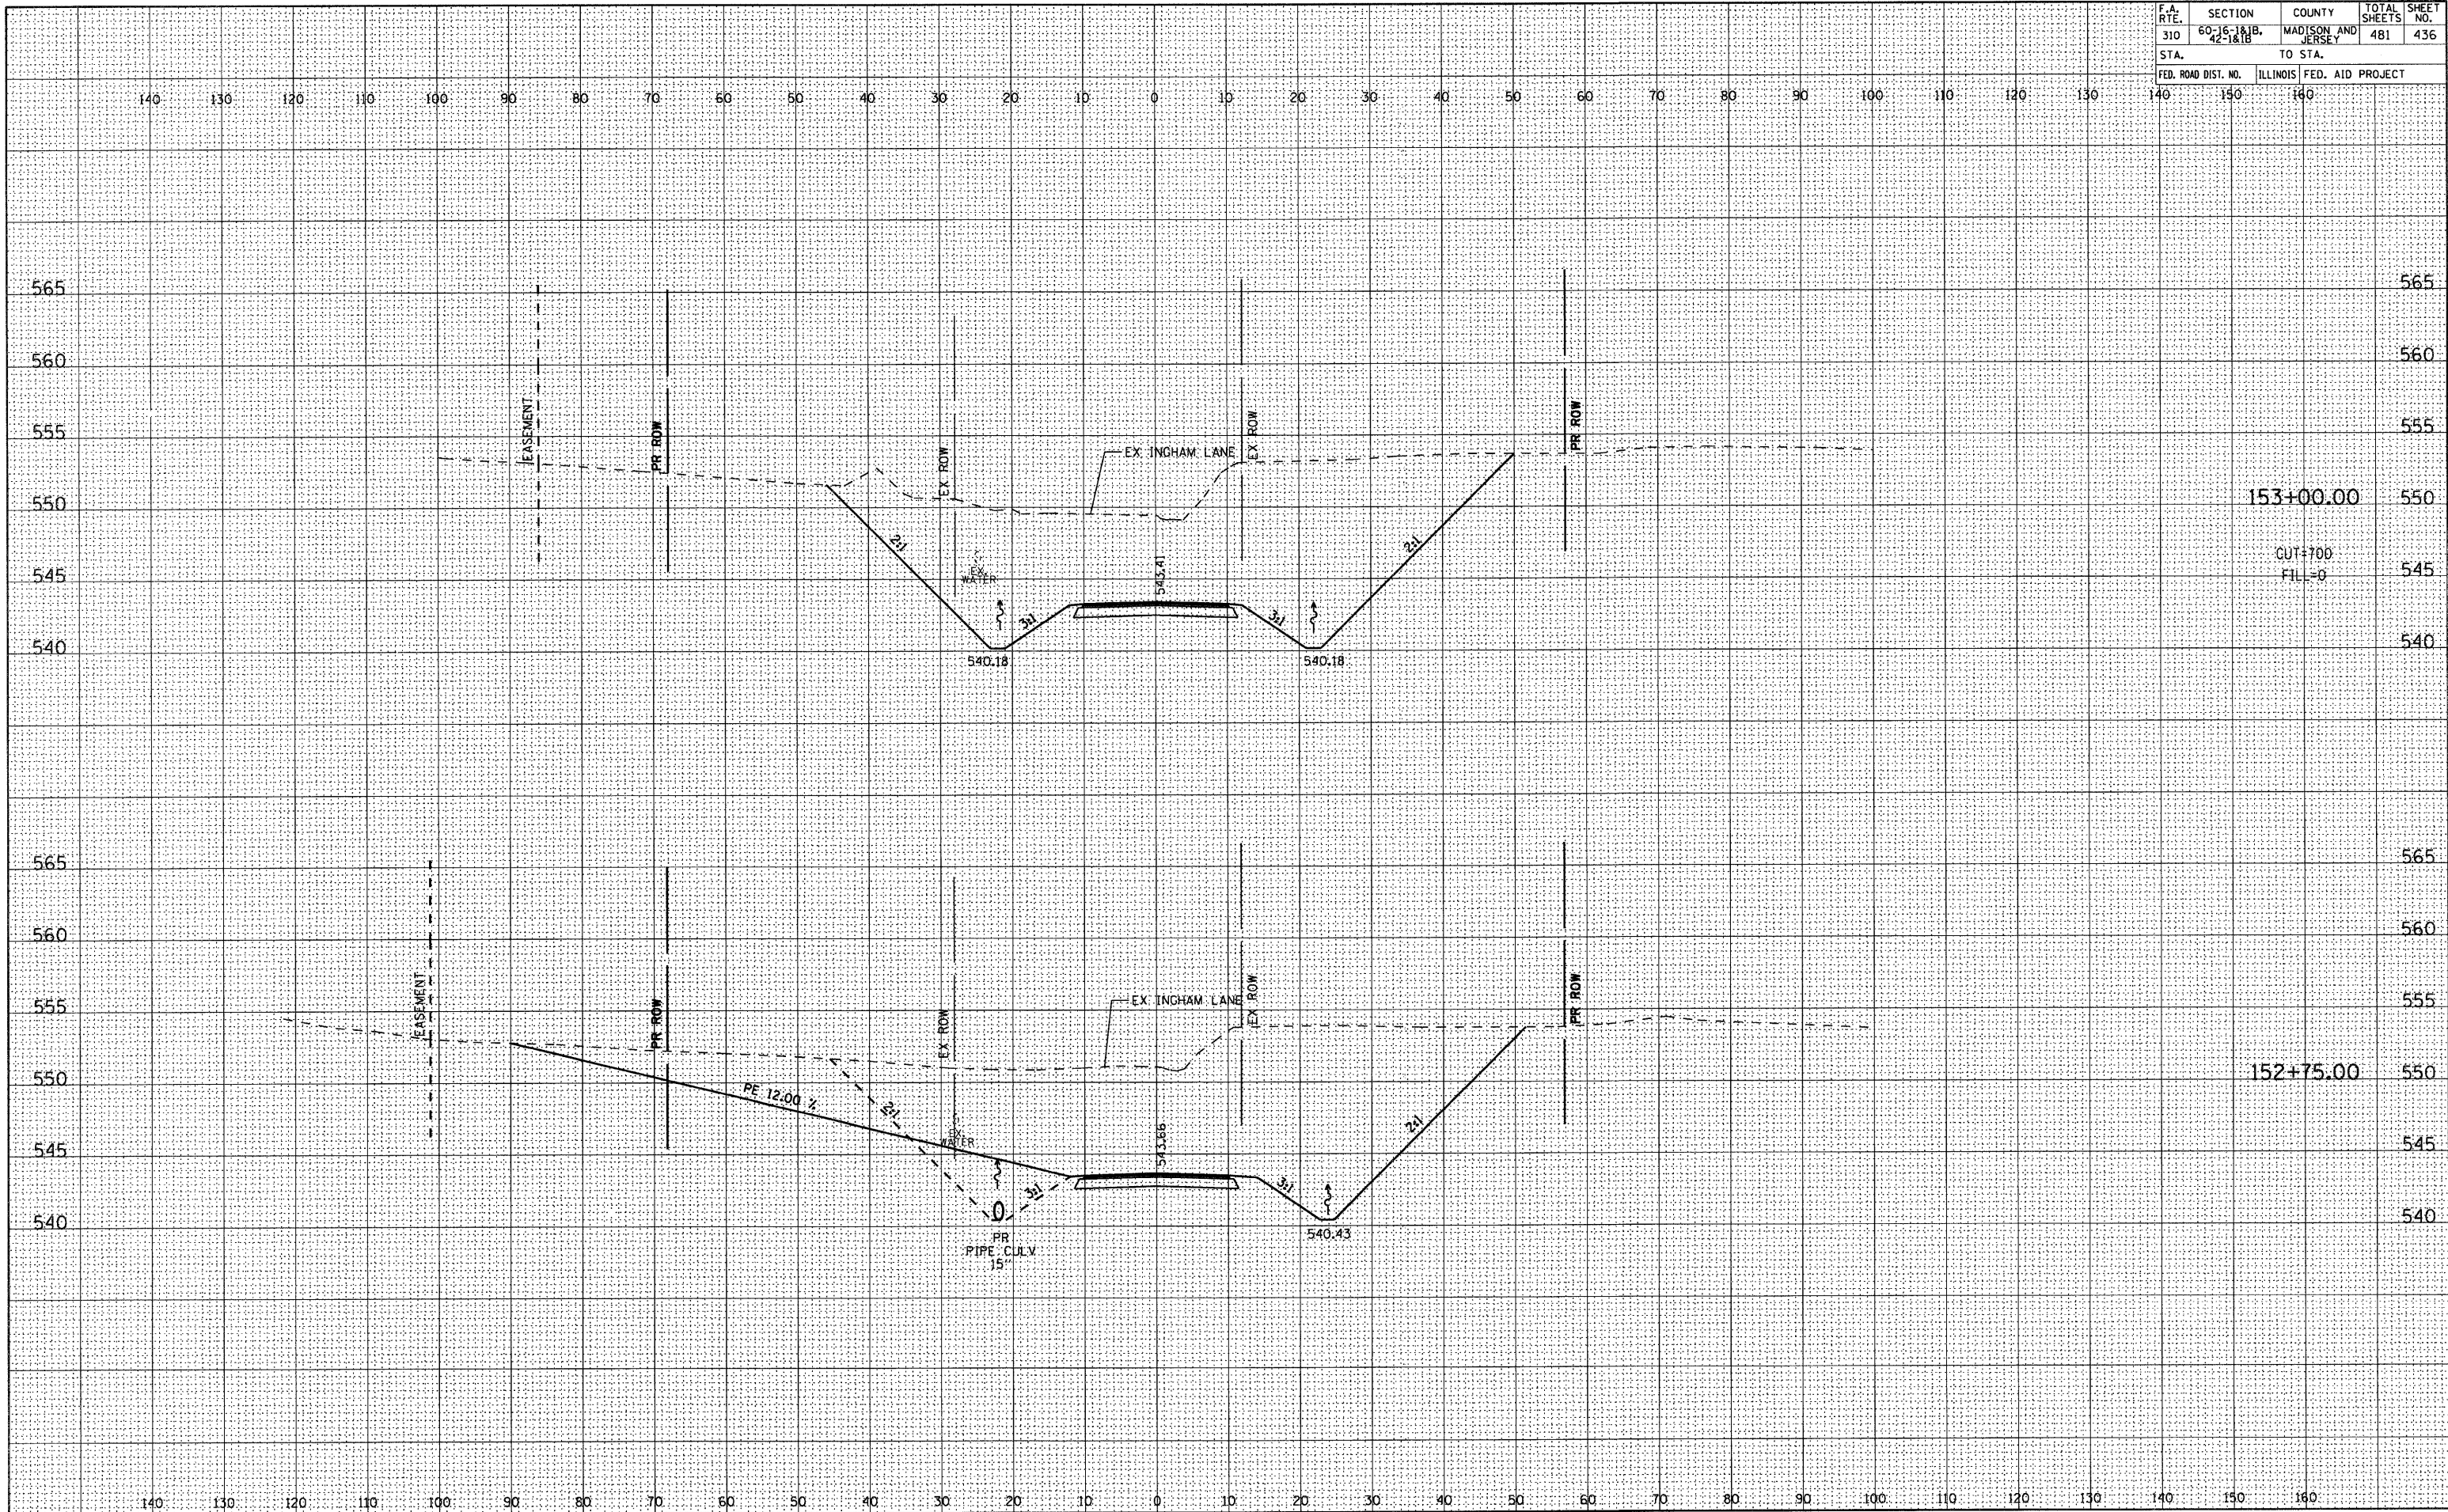 F.A. RTE. SECTION COUNTY TOTAL SHEETS SHEET NO.
310 60-16-1&1B, 42-1&1B MADISON AND JERSEY 481 436
STA. TO STA.
FED. ROAD DIST. NO. ILLINOIS FED. AID PROJECT
140 130 120 110 100 90 80 70 60 50 40 30 20 10 0 10 20 30 40 50 60 70 80 90 100 110 120 130 140 150 160
565 565
560 560
555 EASEMENT PR ROW EX ROW EX INGHAM LANE EX ROW PR ROW 555
550 153+00.00 550
2:1 2:1
CUT=700
545 EX. WATER 543.41 545
FILL=0
3:1 3:1
540 540
540.18 540.18
565 565
560 560
555 EASEMENT PR ROW EX ROW EX INGHAM LANE EX ROW PR ROW 555
550 152+75.00 550
PE 12.00 % 2:1 2:1
545 EX. WATER 543.66 545
3:1 3:1
540 540
PR 540.43
PIPE CULV
15"
140 130 120 110 100 90 80 70 60 50 40 30 20 10 0 10 20 30 40 50 60 70 80 90 100 110 120 130 140 150 160